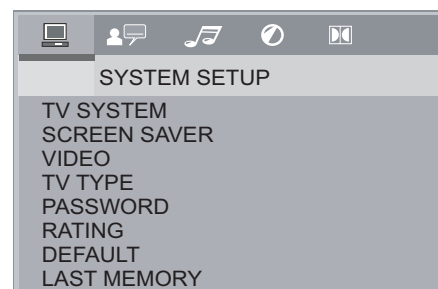 SYSTEM SETUP
TV SYSTEM
SCREEN SAVER
VIDEO
TV TYPE
PASSWORD
RATING
DEFAULT
LAST MEMORY